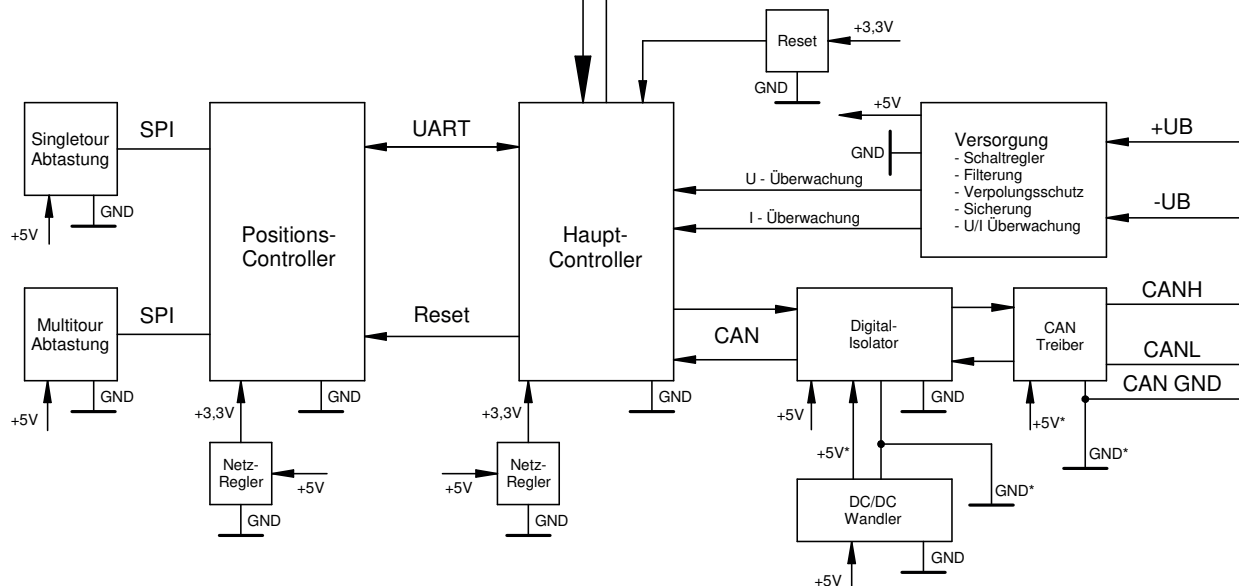 Reset
+3,3V
GND
+5V
GND
Versorgung
- Schaltregler
- Filterung
- Verpolungsschutz
- Sicherung
- U/I Überwachung
+UB
-UB
Singletour
Abtastung
SPI
GND
+5V
Positions-
Controller
UART
Haupt-
Controller
U - Überwachung
I - Überwachung
Multitour
Abtastung
SPI
GND
+5V
Reset
CAN
Digital-
Isolator
CAN
Treiber
CANH
CANL
CAN GND
+3,3V
GND
+3,3V
GND
+5V
GND
+5V*
GND*
Netz-
Regler
+5V
GND
+5V
Netz-
Regler
GND
+5V*
GND*
DC/DC
Wandler
GND
+5V